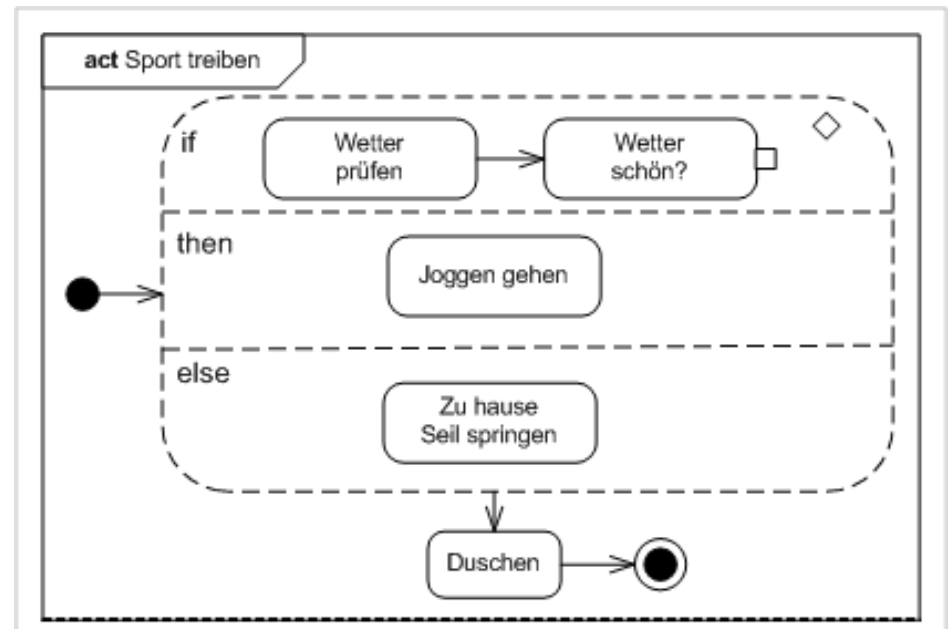 act Sport treiben
if
Wetter
prüfen
Wetter
schön?
then
Joggen gehen
else
Zu hause
Seil springen
Duschen